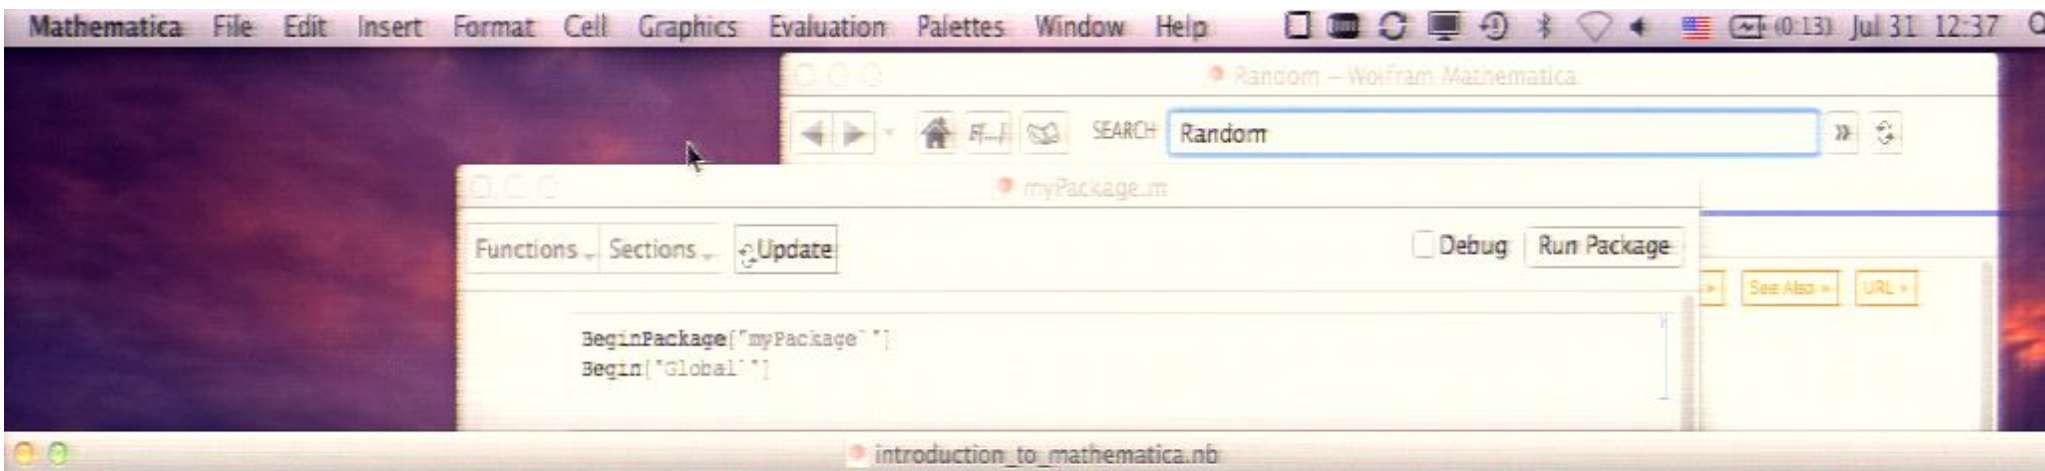 Mathematica File Edit Insert Format Cell Graphics Evaluation Palettes Window Help (0:13) Jul 31 12:37
Random – Wolfram Mathematica
SEARCH Random »
myPackage.m
Functions Sections Update Debug Run Package
See Also » URL »
BeginPackage["myPackage`"]
Begin["Global`"]
introduction_to_mathematica.nb